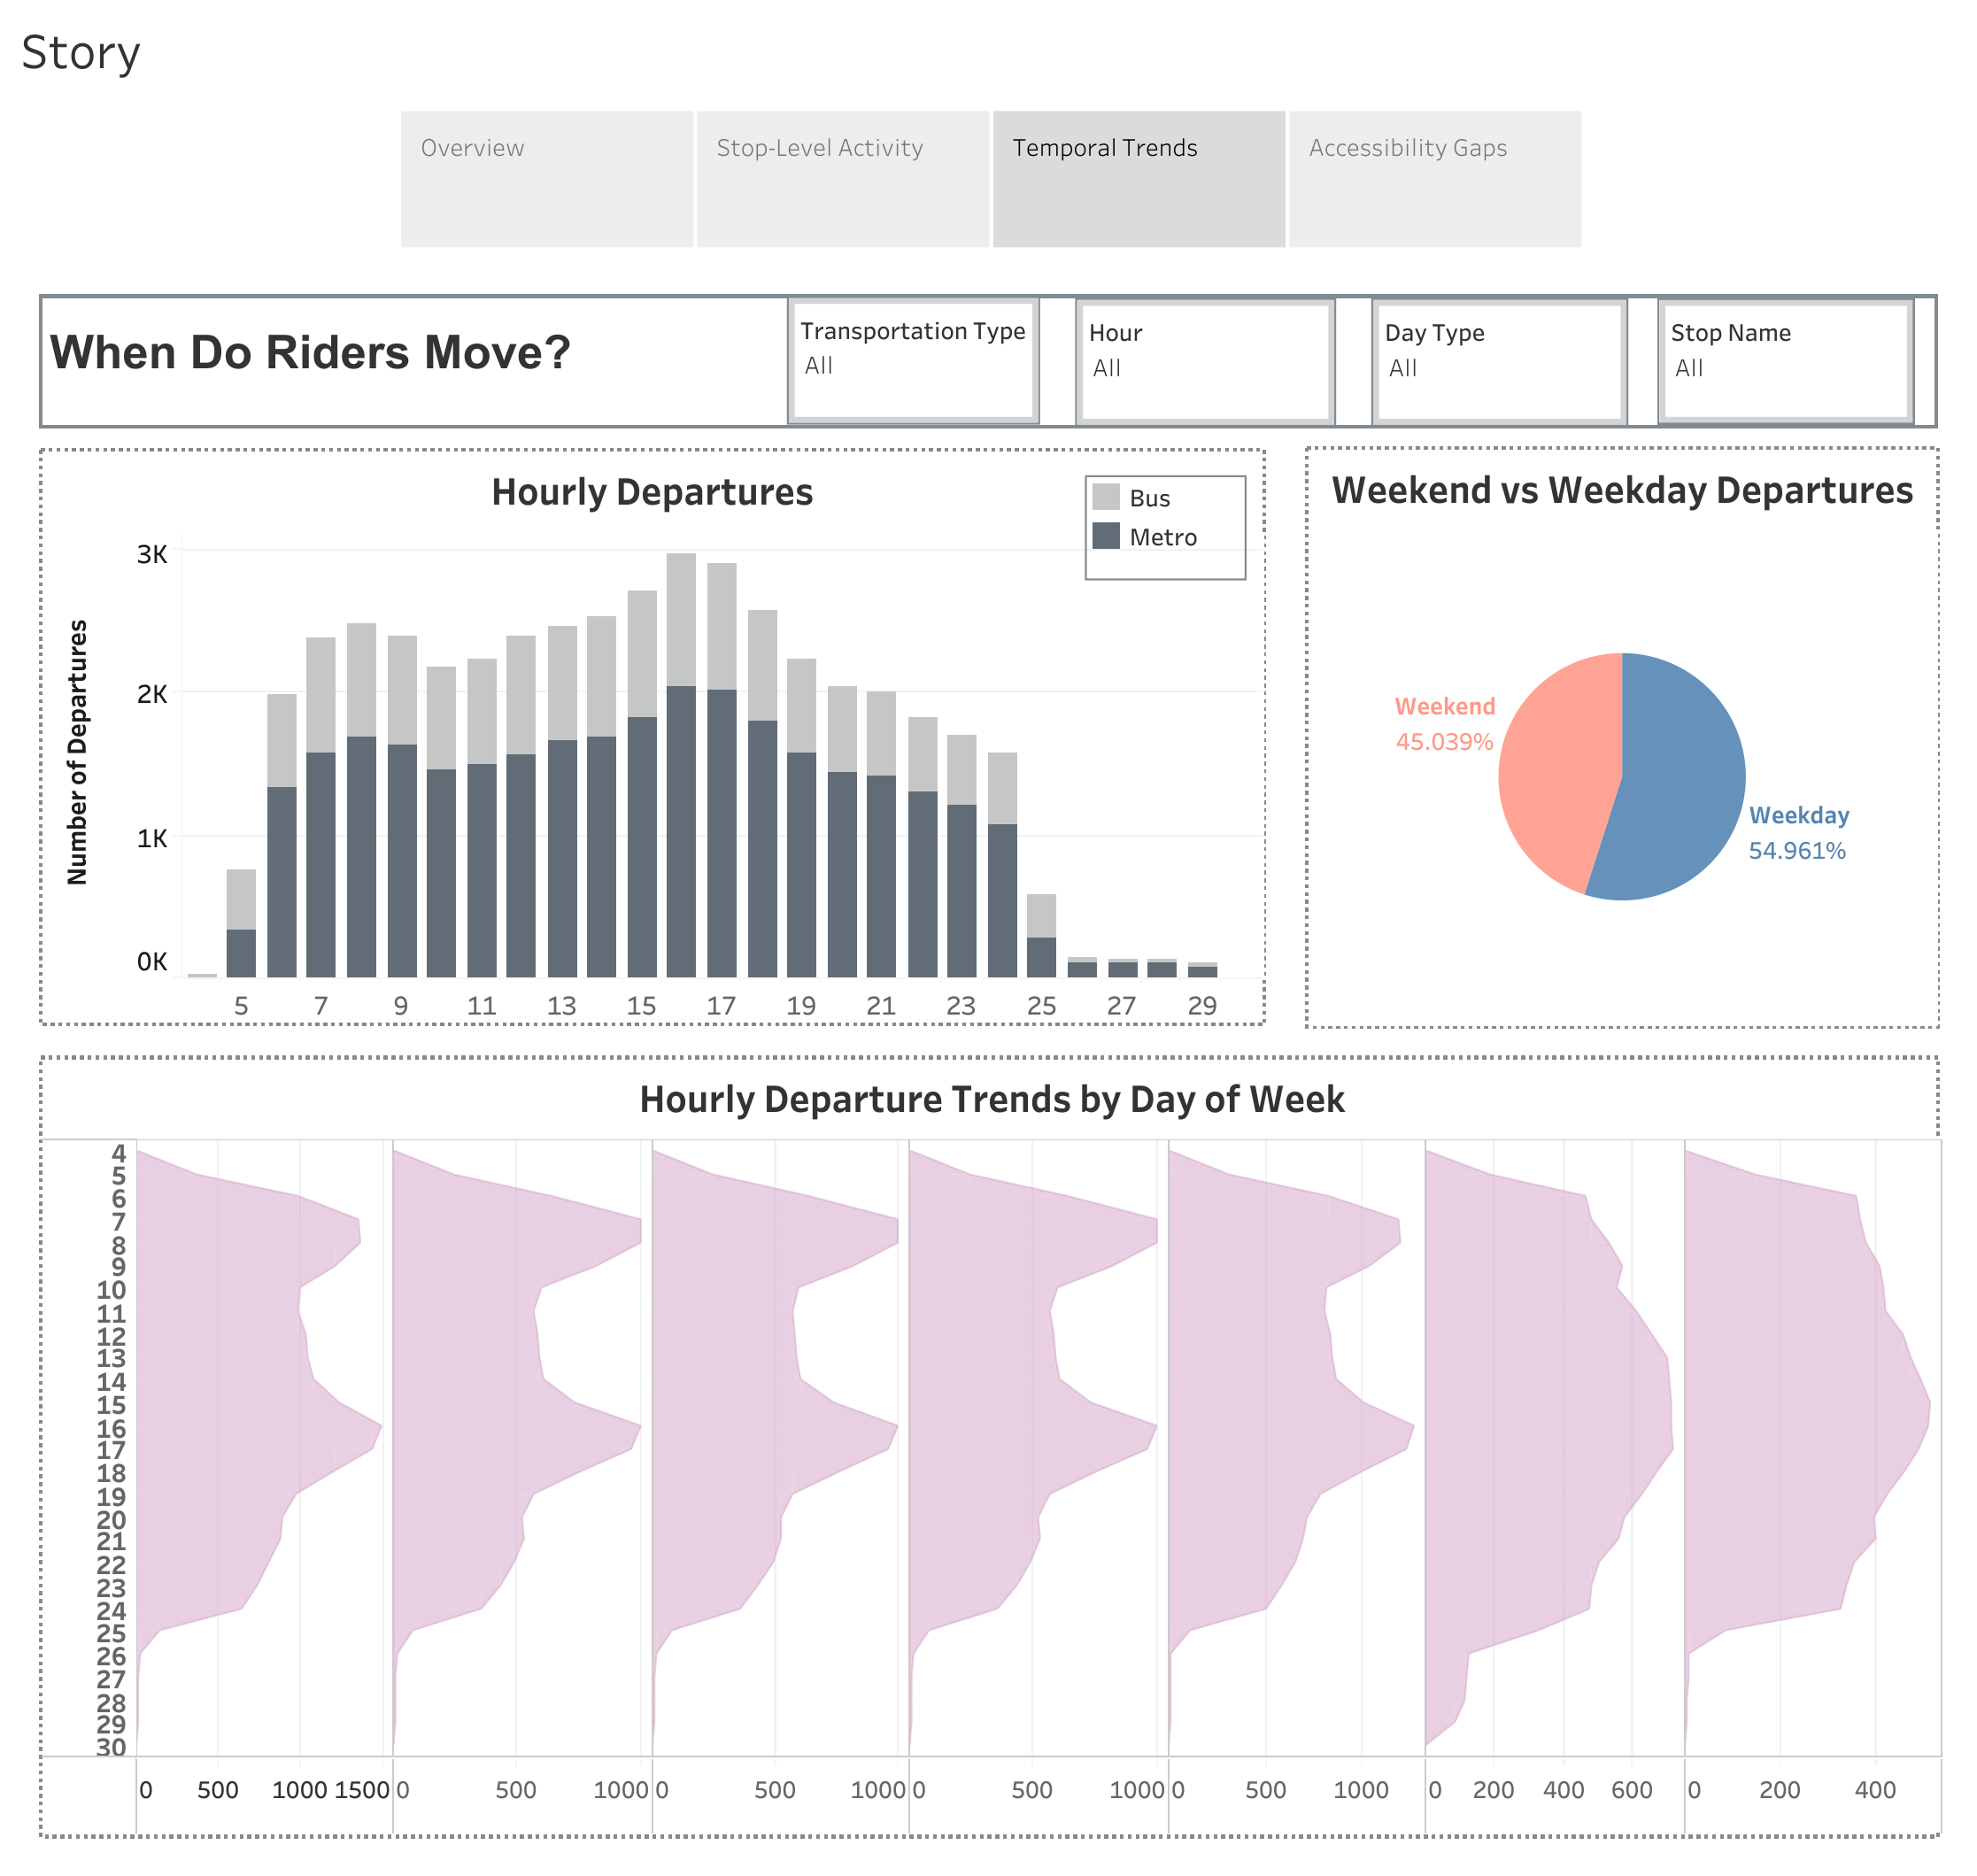 Story
Overview
Stop-Level Activity
Temporal Trends
Accessibility Gaps
When Do Riders Move?
Transportation Type
All
Hour
All
Day Type
All
Stop Name
All
Hourly Departures
Bus
Metro
Number of Departures
3K
2K
1K
0K
5 7 9 11 13 15 17 19 21 23 25 27 29
Weekend vs Weekday Departures
Weekend
45.039%
Weekday
54.961%
Hourly Departure Trends by Day of Week
4
5
6
7
8
9
10
11
12
13
14
15
16
17
18
19
20
21
22
23
24
25
26
27
28
29
30
0 500 1000 1500 0 500 1000 0 500 1000 0 500 1000 0 500 1000 0 200 400 600 0 200 400